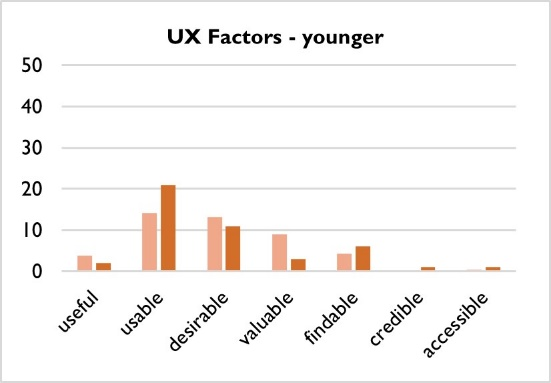 UX Factors - younger
50
40
30
20
10
0
useful
usable
desirable
valuable
findable
credible
accessible